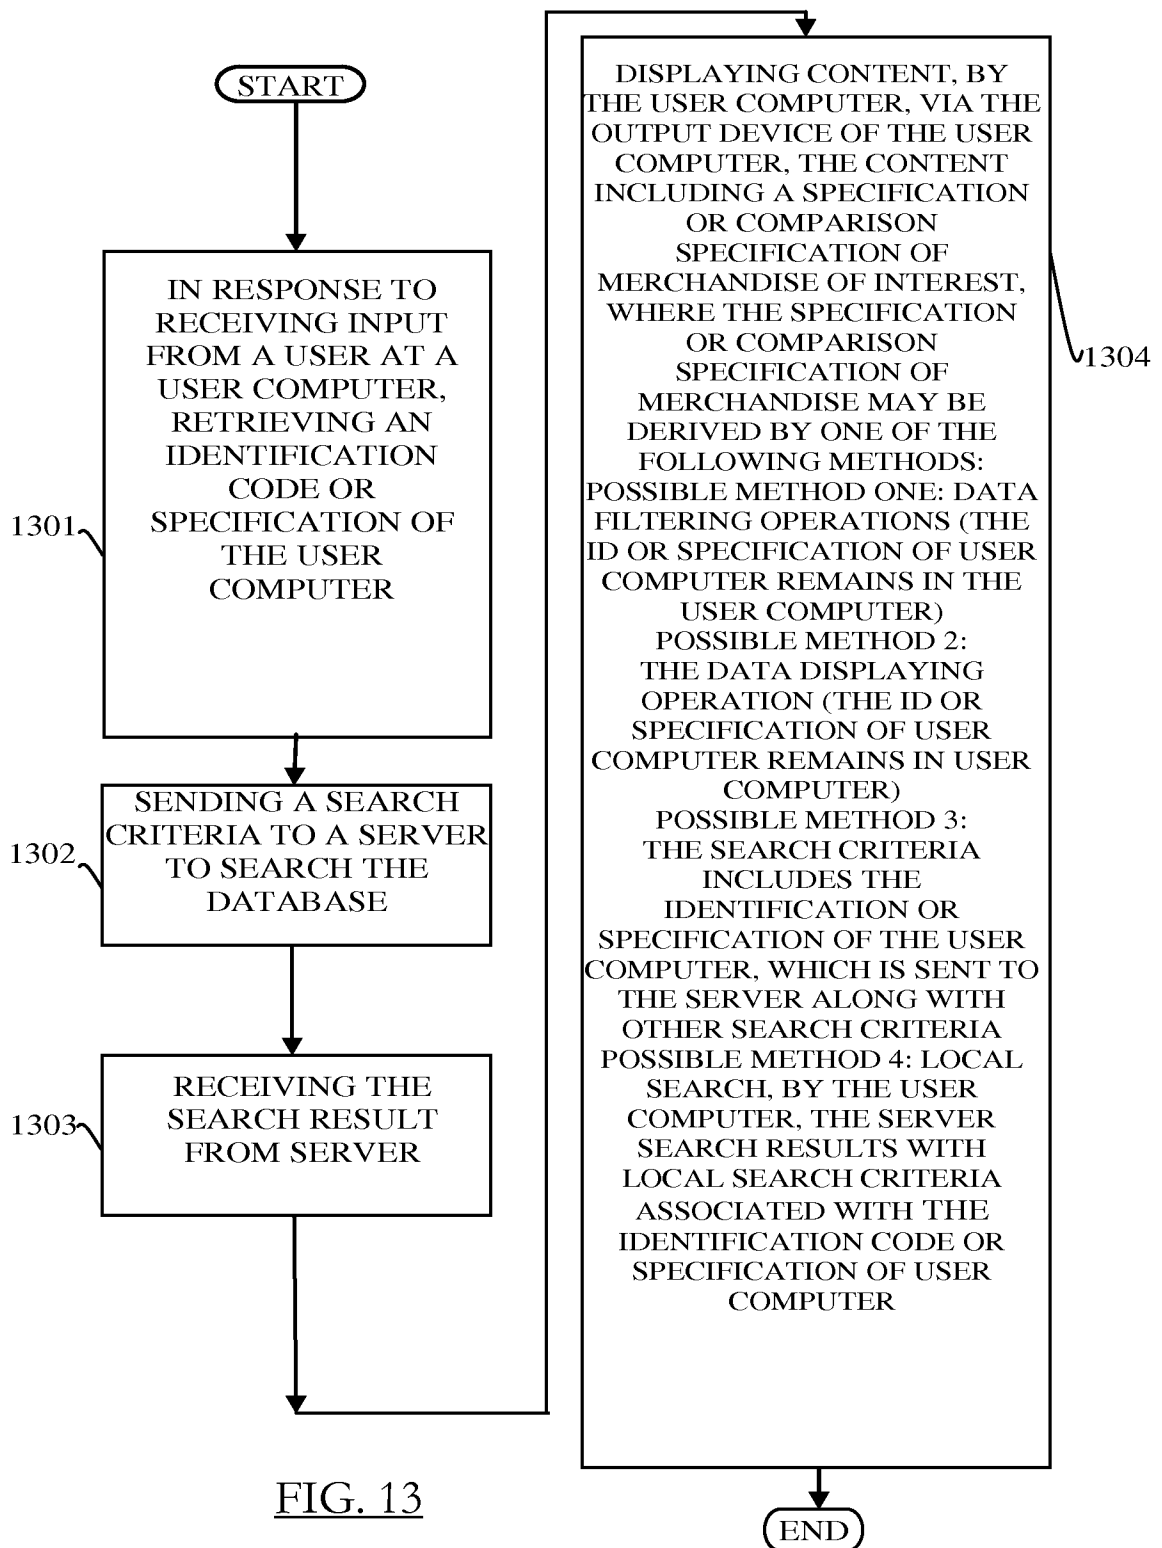 START
IN RESPONSE TO
RECEIVING INPUT
FROM A USER AT A
USER COMPUTER,
RETRIEVING AN
IDENTIFICATION
CODE OR
SPECIFICATION OF
THE USER
COMPUTER
1301
SENDING A SEARCH
CRITERIA TO A SERVER
TO SEARCH THE
DATABASE
1302
RECEIVING THE
SEARCH RESULT
FROM SERVER
1303
DISPLAYING CONTENT, BY
THE USER COMPUTER, VIA THE
OUTPUT DEVICE OF THE USER
COMPUTER, THE CONTENT
INCLUDING A SPECIFICATION
OR COMPARISON
SPECIFICATION OF
MERCHANDISE OF INTEREST,
WHERE THE SPECIFICATION
OR COMPARISON
SPECIFICATION OF
MERCHANDISE MAY BE
DERIVED BY ONE OF THE
FOLLOWING METHODS:
POSSIBLE METHOD ONE: DATA
FILTERING OPERATIONS (THE
ID OR SPECIFICATION OF USER
COMPUTER REMAINS IN THE
USER COMPUTER)
POSSIBLE METHOD 2:
THE DATA DISPLAYING
OPERATION (THE ID OR
SPECIFICATION OF USER
COMPUTER REMAINS IN USER
COMPUTER)
POSSIBLE METHOD 3:
THE SEARCH CRITERIA
INCLUDES THE
IDENTIFICATION OR
SPECIFICATION OF THE USER
COMPUTER, WHICH IS SENT TO
THE SERVER ALONG WITH
OTHER SEARCH CRITERIA
POSSIBLE METHOD 4: LOCAL
SEARCH, BY THE USER
COMPUTER, THE SERVER
SEARCH RESULTS WITH
LOCAL SEARCH CRITERIA
ASSOCIATED WITH THE
IDENTIFICATION CODE OR
SPECIFICATION OF USER
COMPUTER
1304
END
FIG. 13